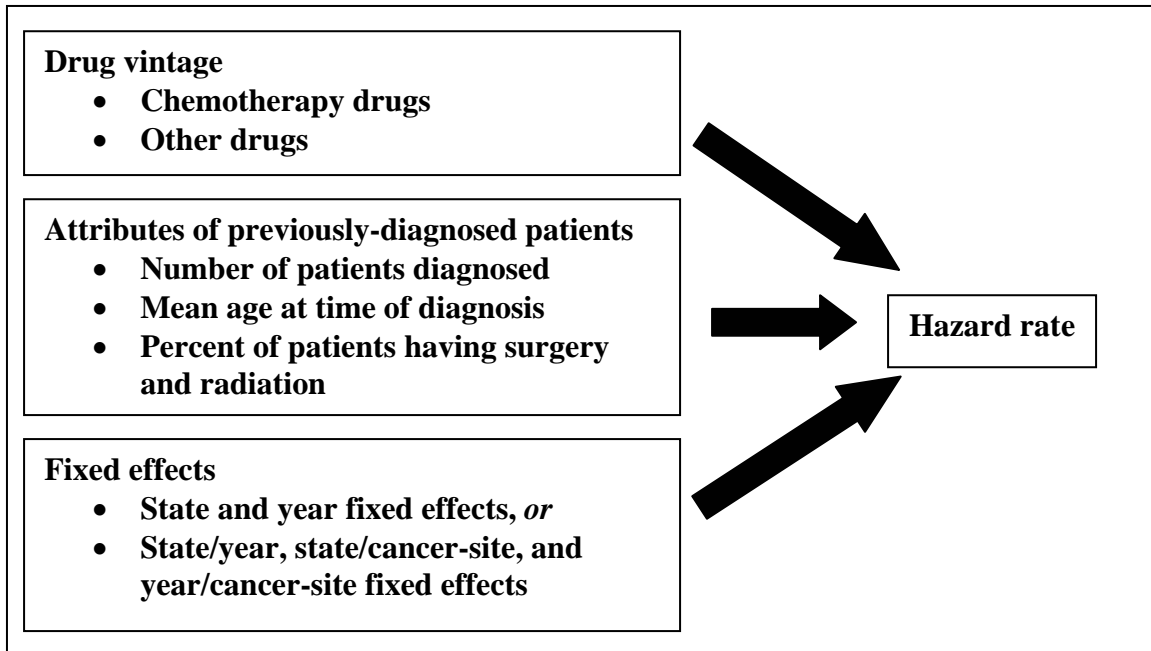 Drug vintage
• Chemotherapy drugs
• Other drugs
Attributes of previously-diagnosed patients
• Number of patients diagnosed
• Mean age at time of diagnosis
• Percent of patients having surgery
and radiation
Hazard rate
Fixed effects
• State and year fixed effects, or
• State/year, state/cancer-site, and
year/cancer-site fixed effects